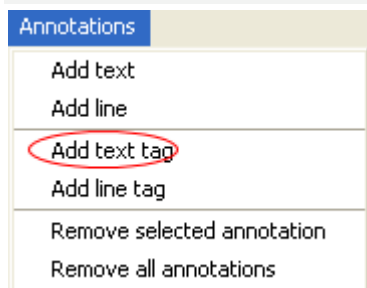 Annotations
Add text
Add line
Add text tag
Add line tag
Remove selected annotation
Remove all annotations